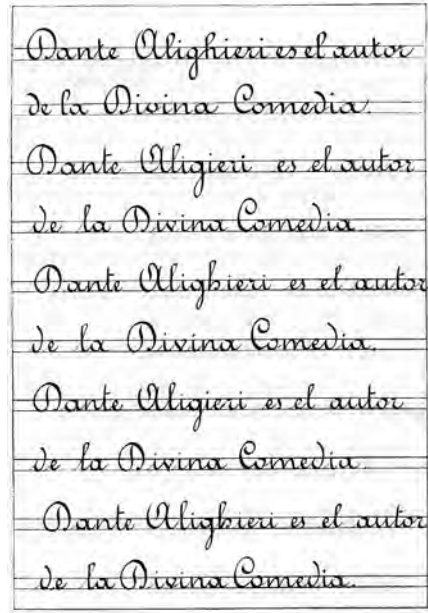 Dante Alighieri es el autor
de la Divina Comedia.
Dante Aligieri es el autor
de la Divina Comedia.
Dante Alighieri es el autor
de la Divina Comedia.
Dante Aligieri es el autor
de la Divina Comedia.
Dante Alighieri es el autor
de la Divina Comedia.